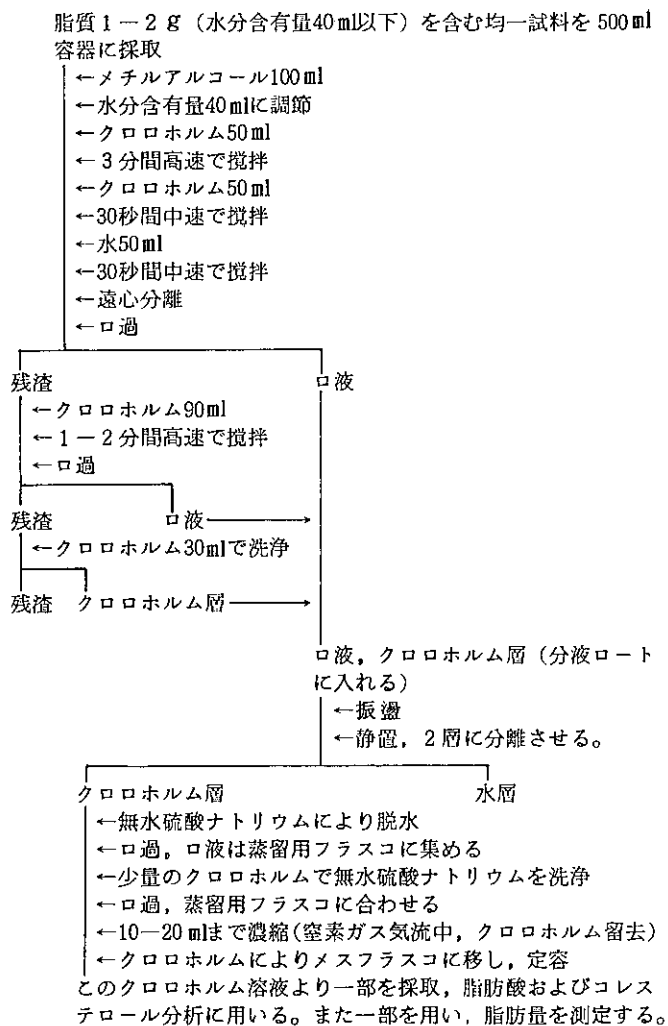 脂質1－2g（水分含有量40ml以下）を含む均一試料を500ml
容器に採取
←メチルアルコール100ml
←水分含有量40mlに調節
←クロロホルム50ml
←3分間高速で撹拌
←クロロホルム50ml
←30秒間中速で撹拌
←水50ml
←30秒間中速で撹拌
←遠心分離
←ロ過
残渣 ロ液
←クロロホルム90ml
←1－2分間高速で撹拌
←ロ過
残渣 ロ液→
←クロロホルム30mlで洗浄
残渣 クロロホルム層→
ロ液，クロロホルム層（分液ロート
に入れる）
←振盪
←静置，2層に分離させる。
クロロホルム層 水層
←無水硫酸ナトリウムにより脱水
←ロ過，ロ液は蒸留用フラスコに集める
←少量のクロロホルムで無水硫酸ナトリウムを洗浄
←ロ過，蒸留用フラスコに合わせる
←10―20mlまで濃縮(窒素ガス気流中，クロロホルム留去)
←クロロホルムによりメスフラスコに移し，定容
このクロロホルム溶液より一部を採取，脂肪酸およびコレス
テロール分析に用いる。また一部を用い，脂肪量を測定する。